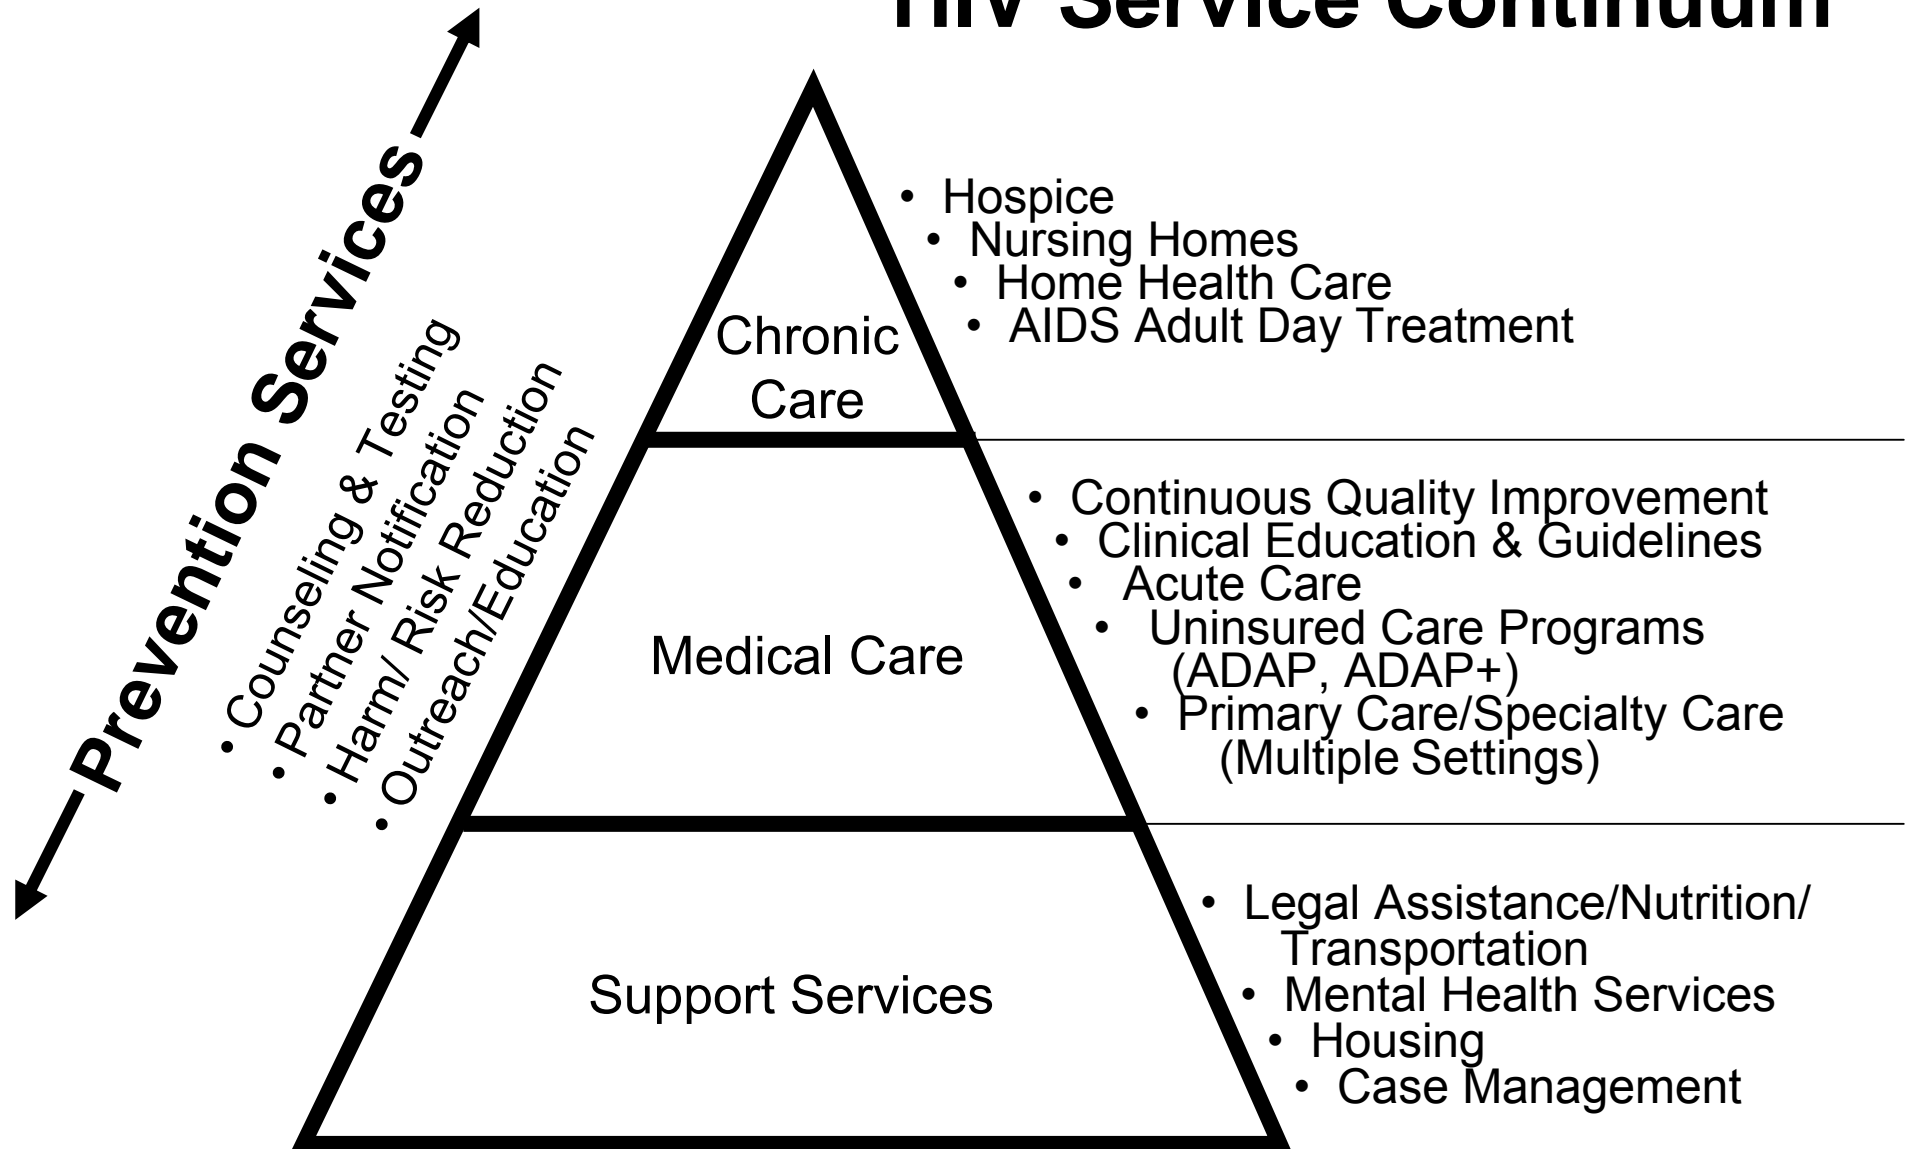 HIV Service Continuum
Prevention Services
• Counseling & Testing
• Partner Notification
• Harm/ Risk Reduction
• Outreach/Education
Chronic
Care
• Hospice
• Nursing Homes
• Home Health Care
• AIDS Adult Day Treatment
Medical Care
• Continuous Quality Improvement
• Clinical Education & Guidelines
• Acute Care
• Uninsured Care Programs
(ADAP, ADAP+)
• Primary Care/Specialty Care
(Multiple Settings)
Support Services
• Legal Assistance/Nutrition/
Transportation
• Mental Health Services
• Housing
• Case Management